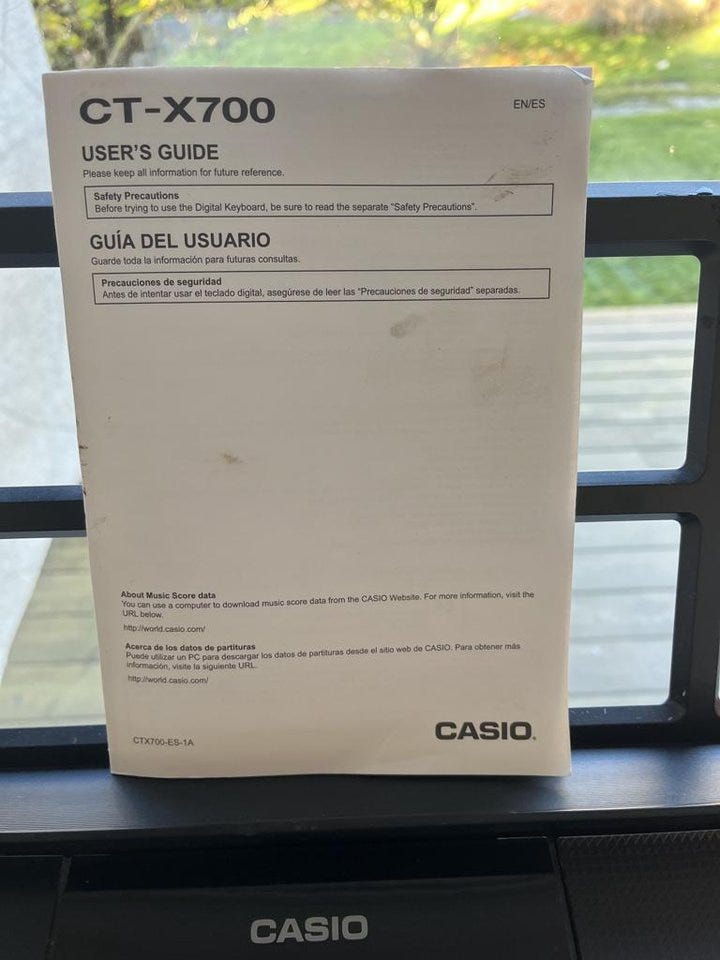 CT-X700
EN/ES
USER'S GUIDE
Please keep all information for future reference.
Safety Precautions
Before trying to use the Digital Keyboard, be sure to read the separate "Safety Precautions".
GUÍA DEL USUARIO
Guarde toda la información para futuras consultas.
Precauciones de seguridad
Antes de intentar usar el teclado digital, asegúrese de leer las "Precauciones de seguridad" separadas.
About Music Score data
You can use a computer to download music score data from the CASIO Website. For more information, visit the
URL below.
http://world.casio.com/
Acerca de los datos de partituras
Puede utilizar un PC para descargar los datos de partituras desde el sitio web de CASIO. Para obtener más
información, visite la siguiente URL.
http://world.casio.com/
CTX700-ES-1A
CASIO.
CASIO